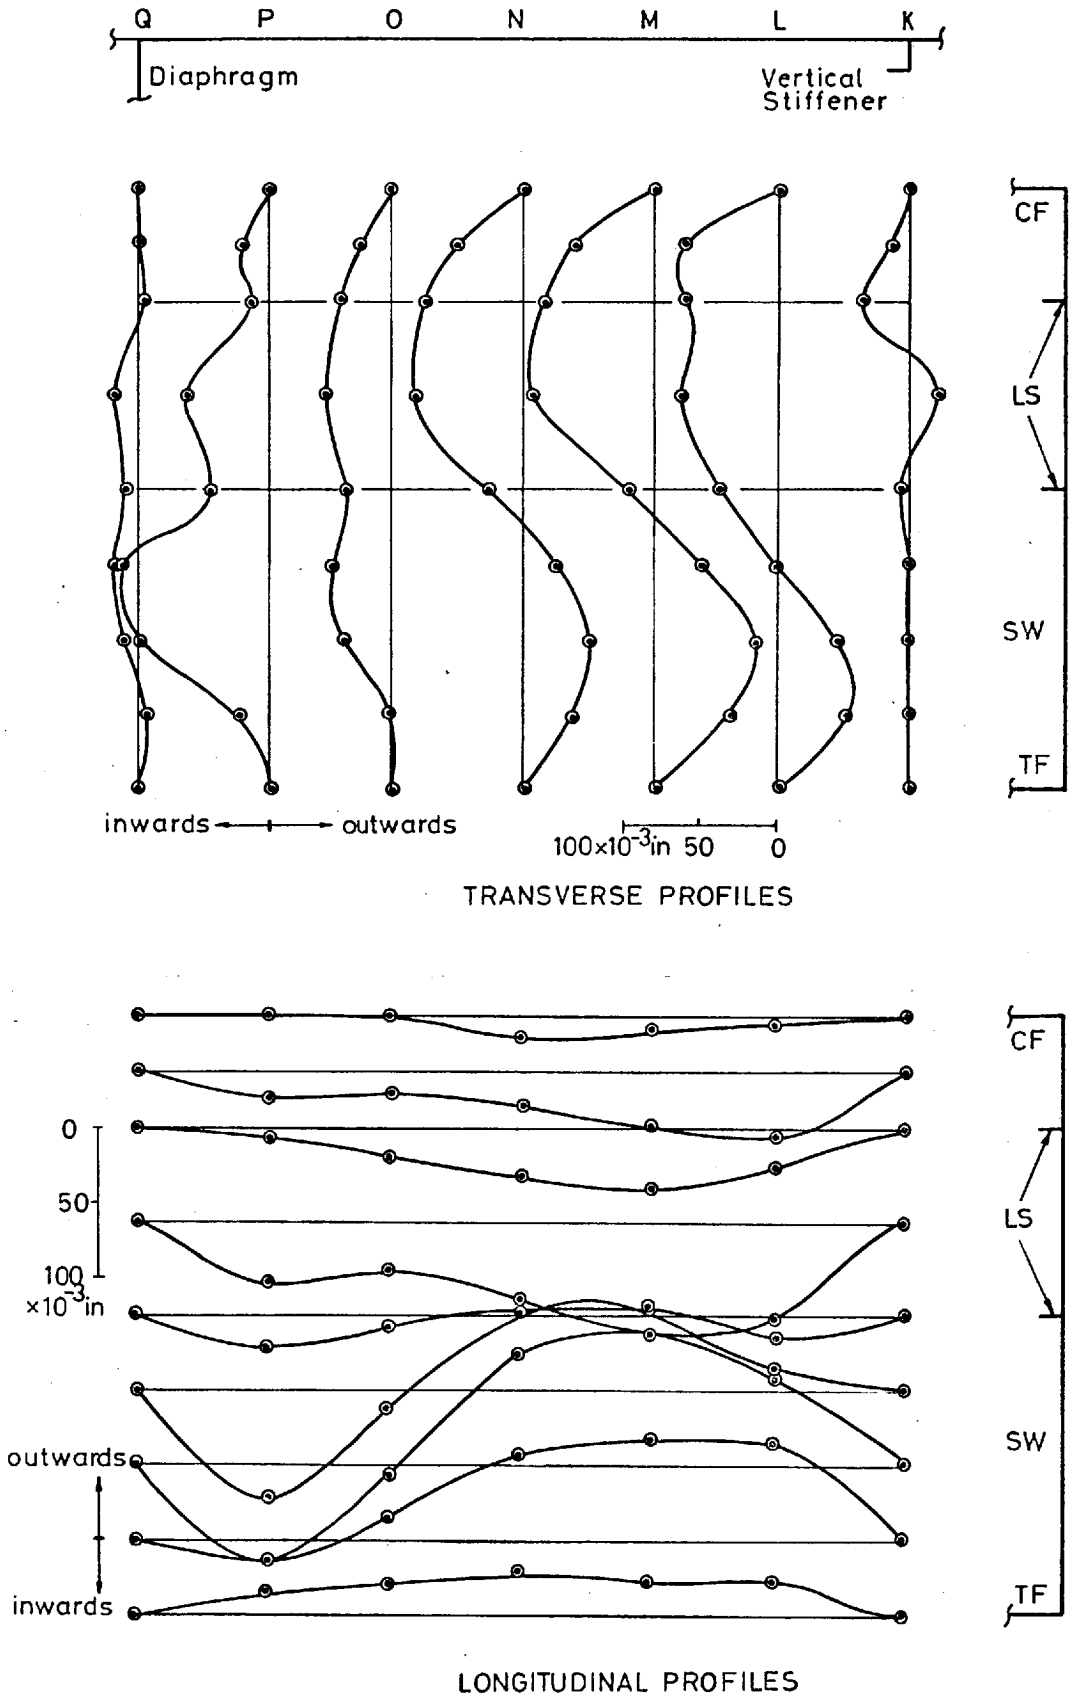 Q P O N M L K
Diaphragm
Vertical
Stiffener
CF
LS
SW
TF
inwards outwards
100×10⁻³in 50 0
TRANSVERSE PROFILES
CF
0
50
100
×10⁻³in
LS
outwards
SW
inwards
TF
LONGITUDINAL PROFILES